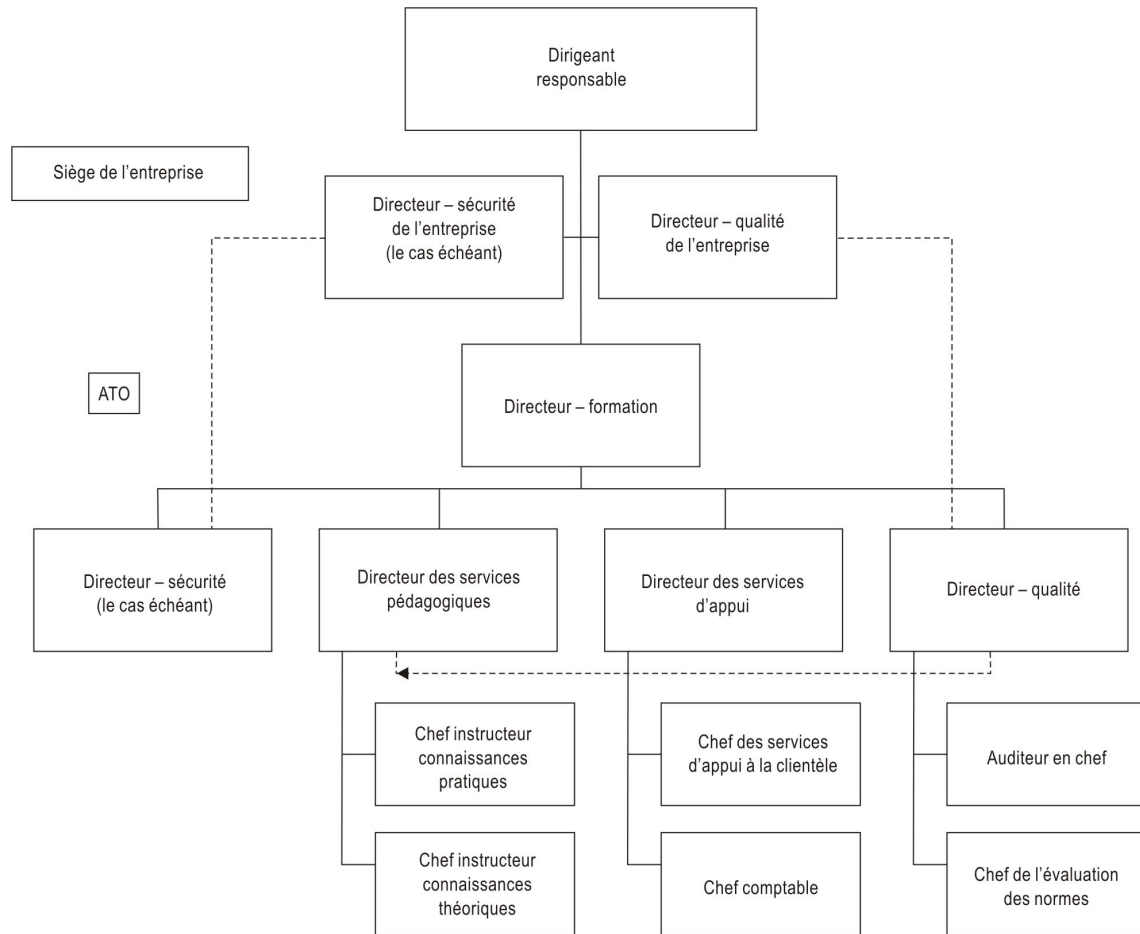 Dirigeant
responsable
Siège de l’entreprise
Directeur – sécurité
de l’entreprise
(le cas échéant)
Directeur – qualité
de l’entreprise
ATO
Directeur – formation
Directeur – sécurité
(le cas échéant)
Directeur des services
pédagogiques
Directeur des services
d’appui
Directeur – qualité
Chef instructeur
connaissances
pratiques
Chef des services
d’appui à la clientèle
Auditeur en chef
Chef instructeur
connaissances
théoriques
Chef comptable
Chef de l’évaluation
des normes